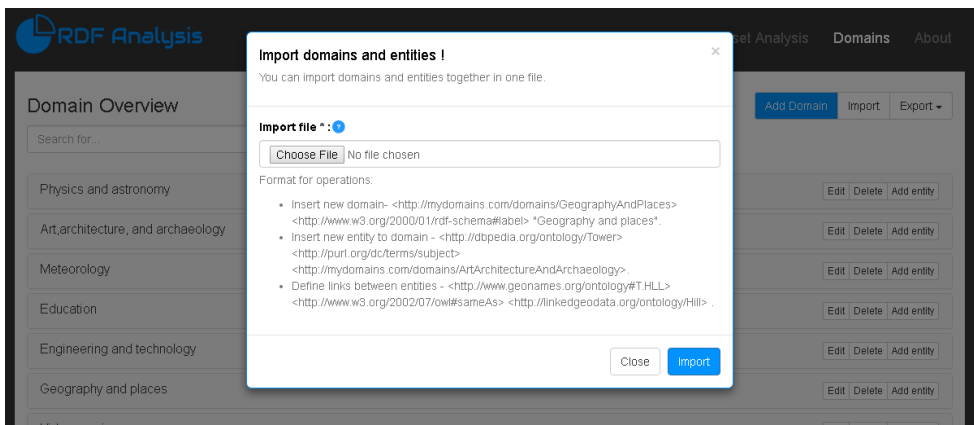 RDF Analysis
set Analysis Domains About
Import domains and entities !
×
You can import domains and entities together in one file.
Domain Overview
Add Domain Import Export
Search for...
Import file * : ?
Choose File No file chosen
Format for operations:
Physics and astronomy
Edit Delete Add entity
• Insert new domain- <http://mydomains.com/domains/GeographyAndPlaces>
<http://www.w3.org/2000/01/rdf-schema#label> "Geography and places".
Art,architecture, and archaeology
Edit Delete Add entity
• Insert new entity to domain - <http://dbpedia.org/ontology/Tower>
<http://purl.org/dc/terms/subject>
<http://mydomains.com/domains/ArtArchitectureAndArchaeology>.
Meteorology
Edit Delete Add entity
• Define links between entities - <http://www.geonames.org/ontology#T.HLL>
<http://www.w3.org/2002/07/owl#sameAs> <http://linkedgeodata.org/ontology/Hill> .
Education
Edit Delete Add entity
Engineering and technology
Edit Delete Add entity
Close Import
Geography and places
Edit Delete Add entity